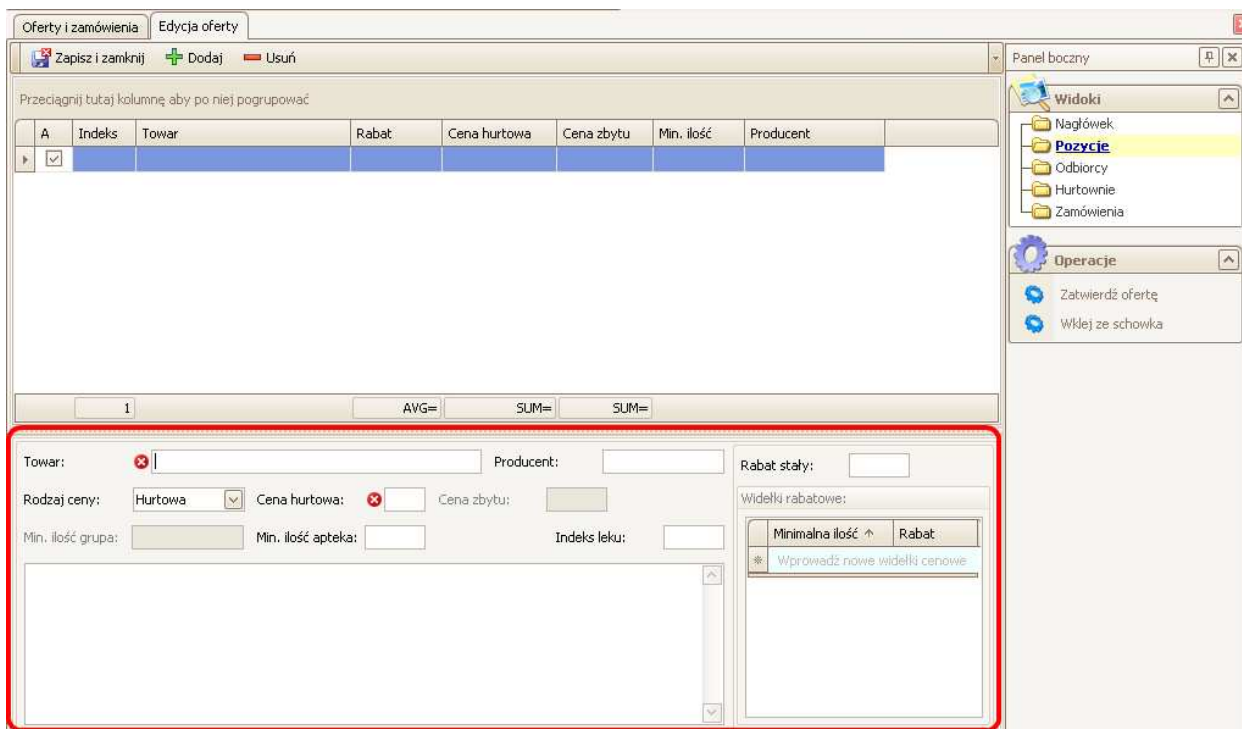 Oferty i zamówienia Edycja oferty
Zapisz i zamknij Dodaj Usuń
Panel boczny
Przeciągnij tutaj kolumnę aby po niej pogrupować
Widoki
A Indeks Towar Rabat Cena hurtowa Cena zbytu Min. ilość Producent
Nagłówek
Pozycje
Odbiorcy
Hurtownie
Zamówienia
Operacje
Zatwierdź ofertę
Wklej ze schowka
1 AVG= SUM= SUM=
Towar: Producent: Rabat stały:
Rodzaj ceny: Hurtowa Cena hurtowa: Cena zbytu: Widełki rabatowe:
Min. ilość grupa: Min. ilość apteka: Indeks leku: Minimalna ilość Rabat
Wprowadź nowe widełki cenowe